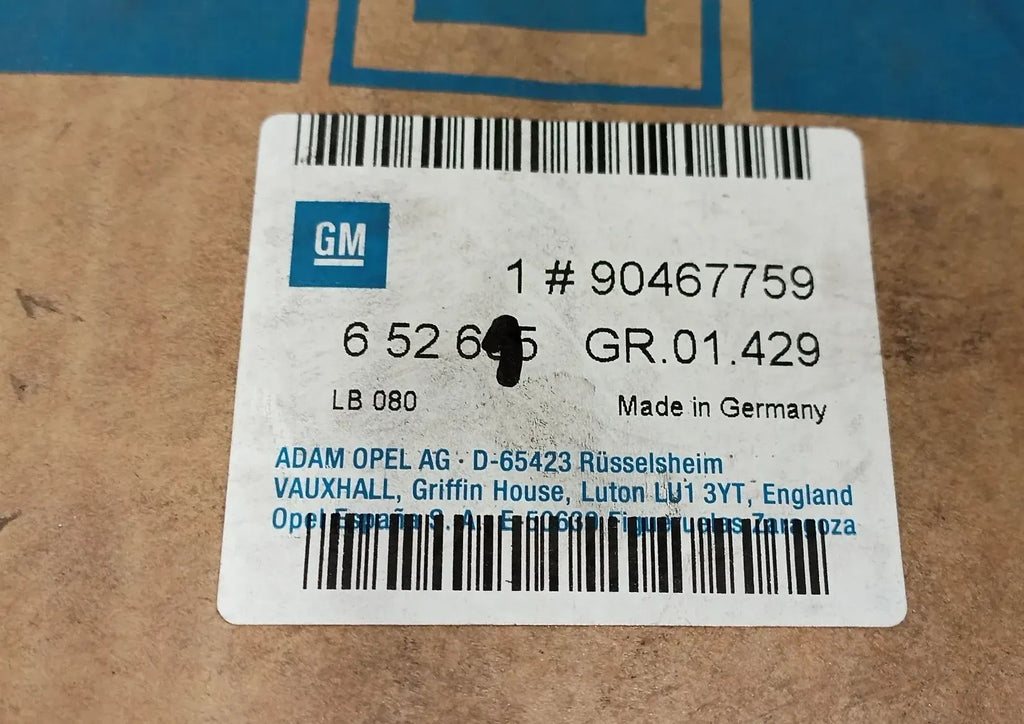 GM
1 # 90467759
6 52 GR.01.429
LB 080 Made in Germany
ADAM OPEL AG · D-65423 Rüsselsheim
VAUXHALL, Griffin House, Luton LU1 3YT, England
Opel España S. A. E-50639 Figueruelas Zaragoza